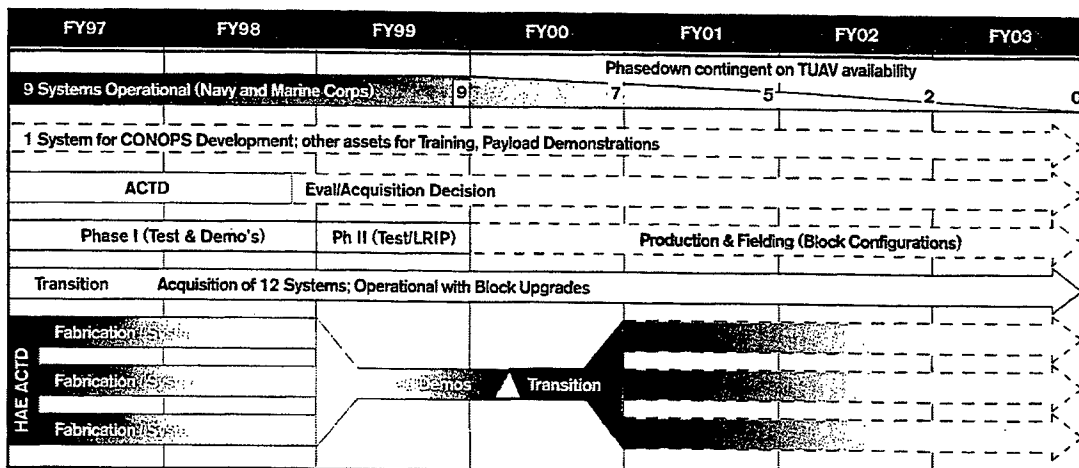 FY97 FY98 FY99 FY00 FY01 FY02 FY03
Phasedown contingent on TUAV availability
9 Systems Operational (Navy and Marine Corps) 9 7 5 2 0
1 System for CONOPS Development; other assets for Training, Payload Demonstrations
ACTD Eval/Acquisition Decision
Phase I (Test & Demo's) Ph II (Test/LRIP) Production & Fielding (Block Configurations)
Transition Acquisition of 12 Systems; Operational with Block Upgrades
HAE ACTD
Fabrication
Fabrication Demos Transition
Fabrication